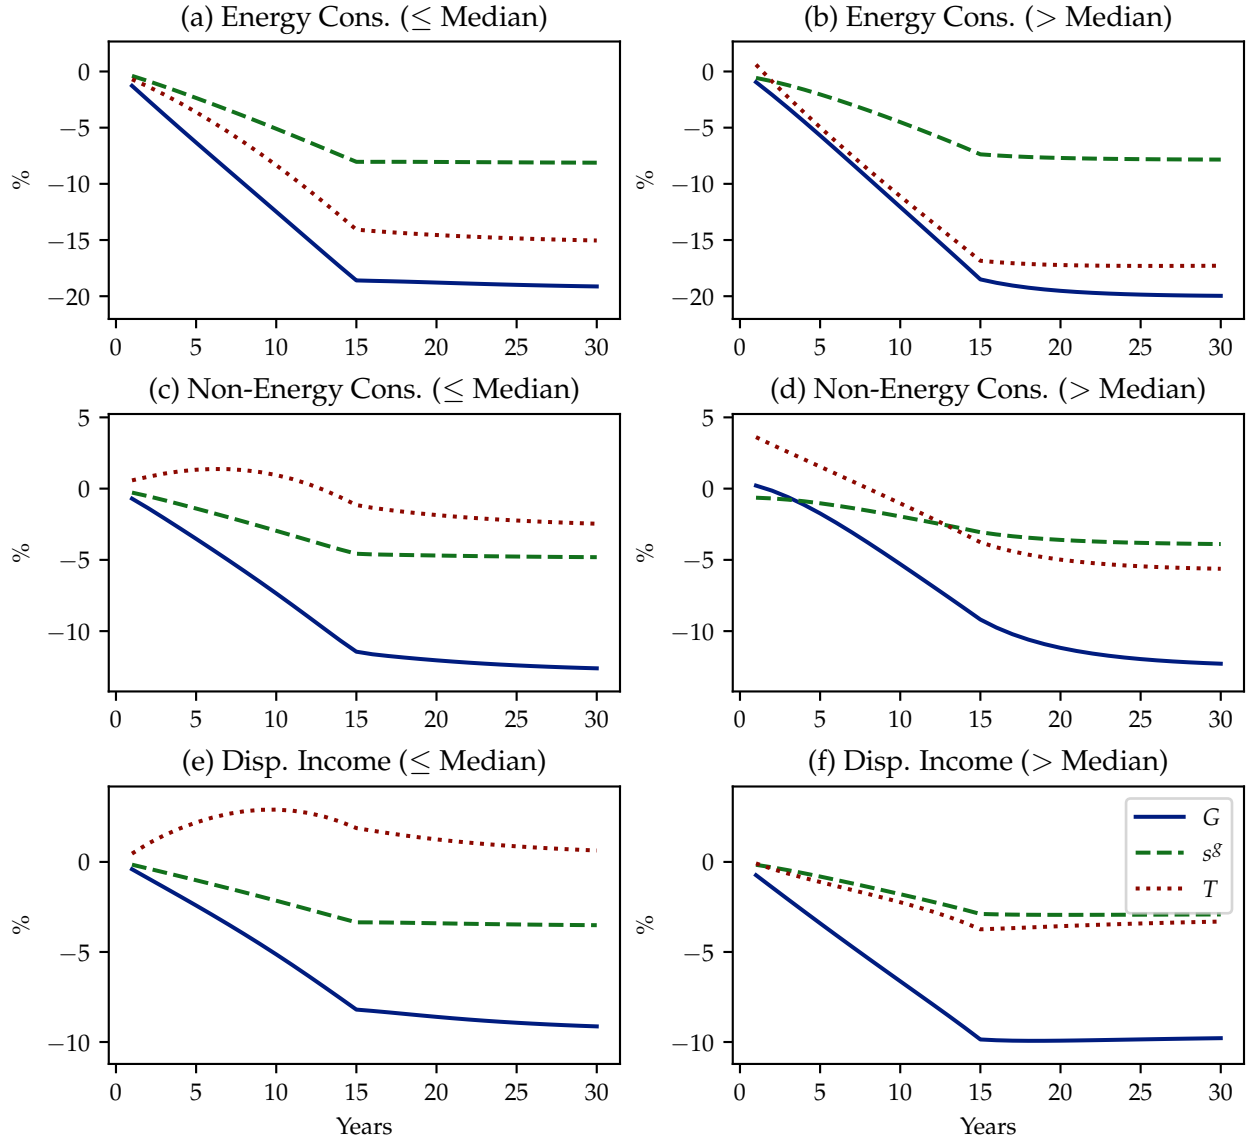 (a) Energy Cons. (≤ Median)
0
−5
−10
−15
−20
%
0 5 10 15 20 25 30
(b) Energy Cons. (> Median)
0
−5
−10
−15
−20
%
0 5 10 15 20 25 30
(c) Non-Energy Cons. (≤ Median)
5
0
−5
−10
%
0 5 10 15 20 25 30
(d) Non-Energy Cons. (> Median)
5
0
−5
−10
%
0 5 10 15 20 25 30
(e) Disp. Income (≤ Median)
0
−5
−10
%
0 5 10 15 20 25 30
Years
(f) Disp. Income (> Median)
0
−5
−10
%
G
s^g
T
0 5 10 15 20 25 30
Years